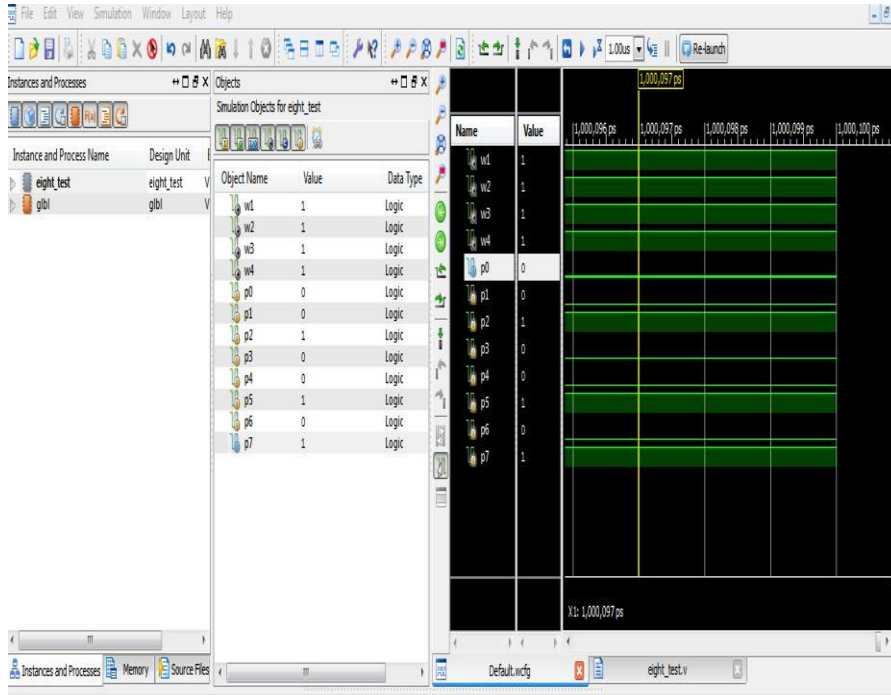 File Edit View Simulation Window Layout Help
1.00us Re-launch
Instances and Processes
Instance and Process Name Design Unit
eight_test eight_test V
glbl glbl V
Instances and Processes Memory Source Files
Objects
Simulation Objects for eight_test
Object Name Value Data Type
w1 1 Logic
w2 1 Logic
w3 1 Logic
w4 1 Logic
p0 0 Logic
p1 0 Logic
p2 1 Logic
p3 0 Logic
p4 0 Logic
p5 1 Logic
p6 0 Logic
p7 1 Logic
1,000,097 ps
Name Value 1,000,096 ps 1,000,097 ps 1,000,098 ps 1,000,099 ps 1,000,100 ps
w1 1
w2 1
w3 1
w4 1
p0 0
p1 0
p2 1
p3 0
p4 0
p5 1
p6 0
p7 1
X1: 1,000,097 ps
Default.wcfg eight_test.v